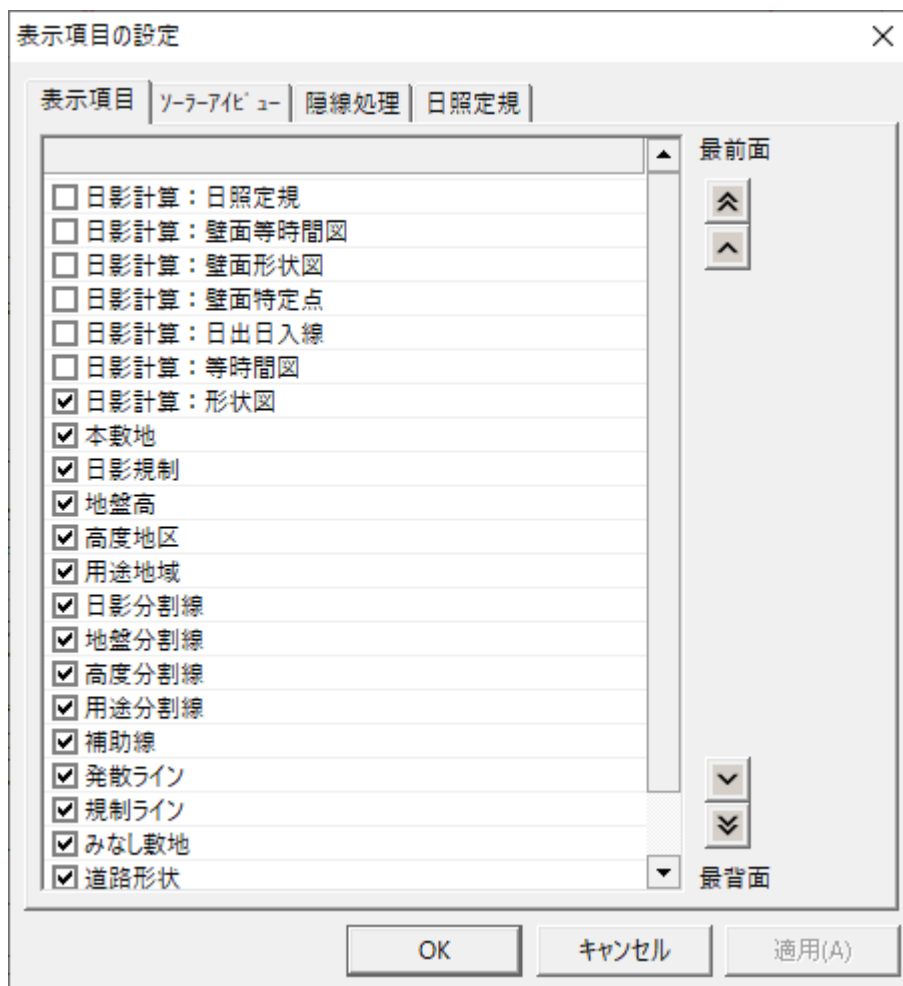 表示項目の設定
表示項目 ソーラーアイビュー 隠線処理 日照定規
最前面
日影計算：日照定規
日影計算：壁面等時間図
日影計算：壁面形状図
日影計算：壁面特定点
日影計算：日出日入線
日影計算：等時間図
日影計算：形状図
本敷地
日影規制
地盤高
高度地区
用途地域
日影分割線
地盤分割線
高度分割線
用途分割線
補助線
発散ライン
規制ライン
みなし敷地
道路形状
最背面
OK キャンセル 適用(A)